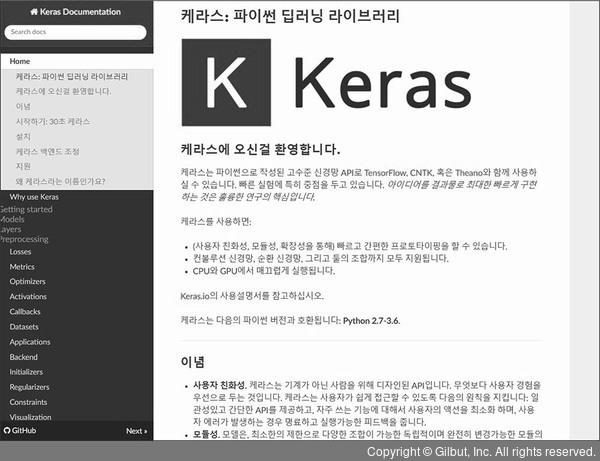 Keras Documentation
Search docs
Home
케라스: 파이썬 딥러닝 라이브러리
케라스에 오신걸 환영합니다.
이념
시작하기: 30초 케라스
설치
케라스 백엔드 조정
지원
왜 케라스라는 이름인가요?
Why use Keras
Getting started
Models
Layers
Preprocessing
Losses
Metrics
Optimizers
Activations
Callbacks
Datasets
Applications
Backend
Initializers
Regularizers
Constraints
Visualization
GitHub
Next »
케라스: 파이썬 딥러닝 라이브러리
K Keras
케라스에 오신걸 환영합니다.
케라스는 파이썬으로 작성된 고수준 신경망 API로 TensorFlow, CNTK, 혹은 Theano와 함께 사용하
실 수 있습니다. 빠른 실험에 특히 중점을 두고 있습니다. 아이디어를 결과물로 최대한 빠르게 구현
하는 것은 훌륭한 연구의 핵심입니다.
케라스를 사용하면:
• (사용자 친화성, 모듈성, 확장성을 통해) 빠르고 간편한 프로토타이핑을 할 수 있습니다.
• 컨볼루션 신경망, 순환 신경망, 그리고 둘의 조합까지 모두 지원됩니다.
• CPU와 GPU에서 매끄럽게 실행됩니다.
Keras.io의 사용설명서를 참고하십시오.
케라스는 다음의 파이썬 버전과 호환됩니다: Python 2.7-3.6.
이념
• 사용자 친화성. 케라스는 기계가 아닌 사람을 위해 디자인된 API입니다. 무엇보다 사용자 경험을
우선으로 두는 것입니다. 케라스는 사용자가 쉽게 접근할 수 있도록 다음의 원칙을 지킵니다: 일
관성있고 간단한 API를 제공하고, 자주 쓰는 기능에 대해서 사용자의 액션을 최소화 하며, 사용
자 에러가 발생하는 경우 명료하고 실행가능한 피드백을 줍니다.
• 모듈성. 모델은, 최소한의 제한으로 다양한 조합이 가능한 독립적이며 완전히 변경가능한 모듈의
Copyright © Gilbut, Inc. All rights reserved.